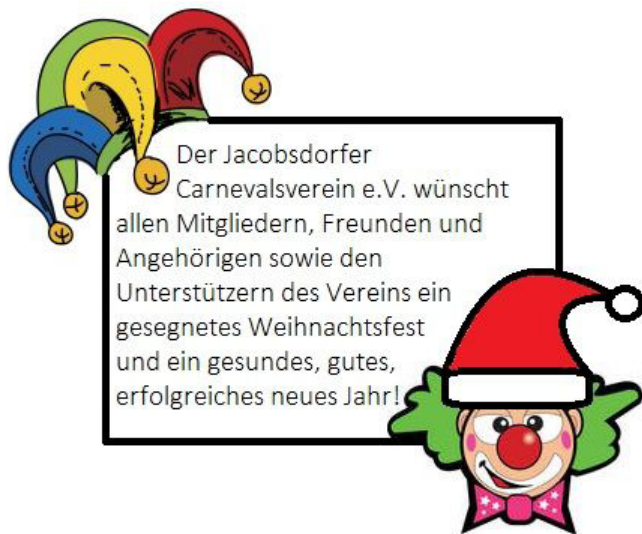 Der Jacobsdorfer
Carnevalsverein e.V. wünscht
allen Mitgliedern, Freunden und
Angehörigen sowie den
Unterstützern des Vereins ein
gesegnetes Weihnachtsfest
und ein gesundes, gutes,
erfolgreiches neues Jahr!